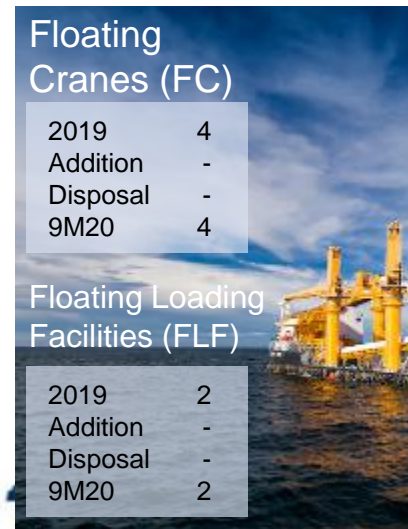 Floating
Cranes (FC)
2019 4
Addition -
Disposal -
9M20 4
Floating Loading
Facilities (FLF)
2019 2
Addition -
Disposal -
9M20 2